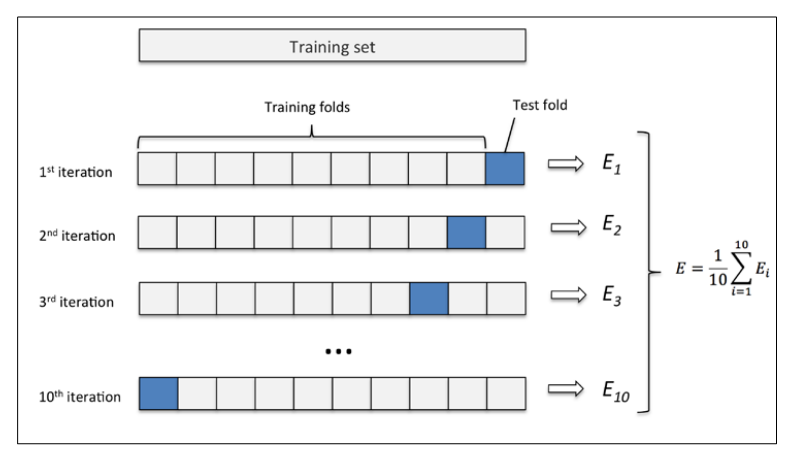 Training set
Training folds
Test fold
1st iteration
E1
2nd iteration
E2
3rd iteration
E3
E = 1/10 ∑ i=1 10 Ei
...
10th iteration
E10